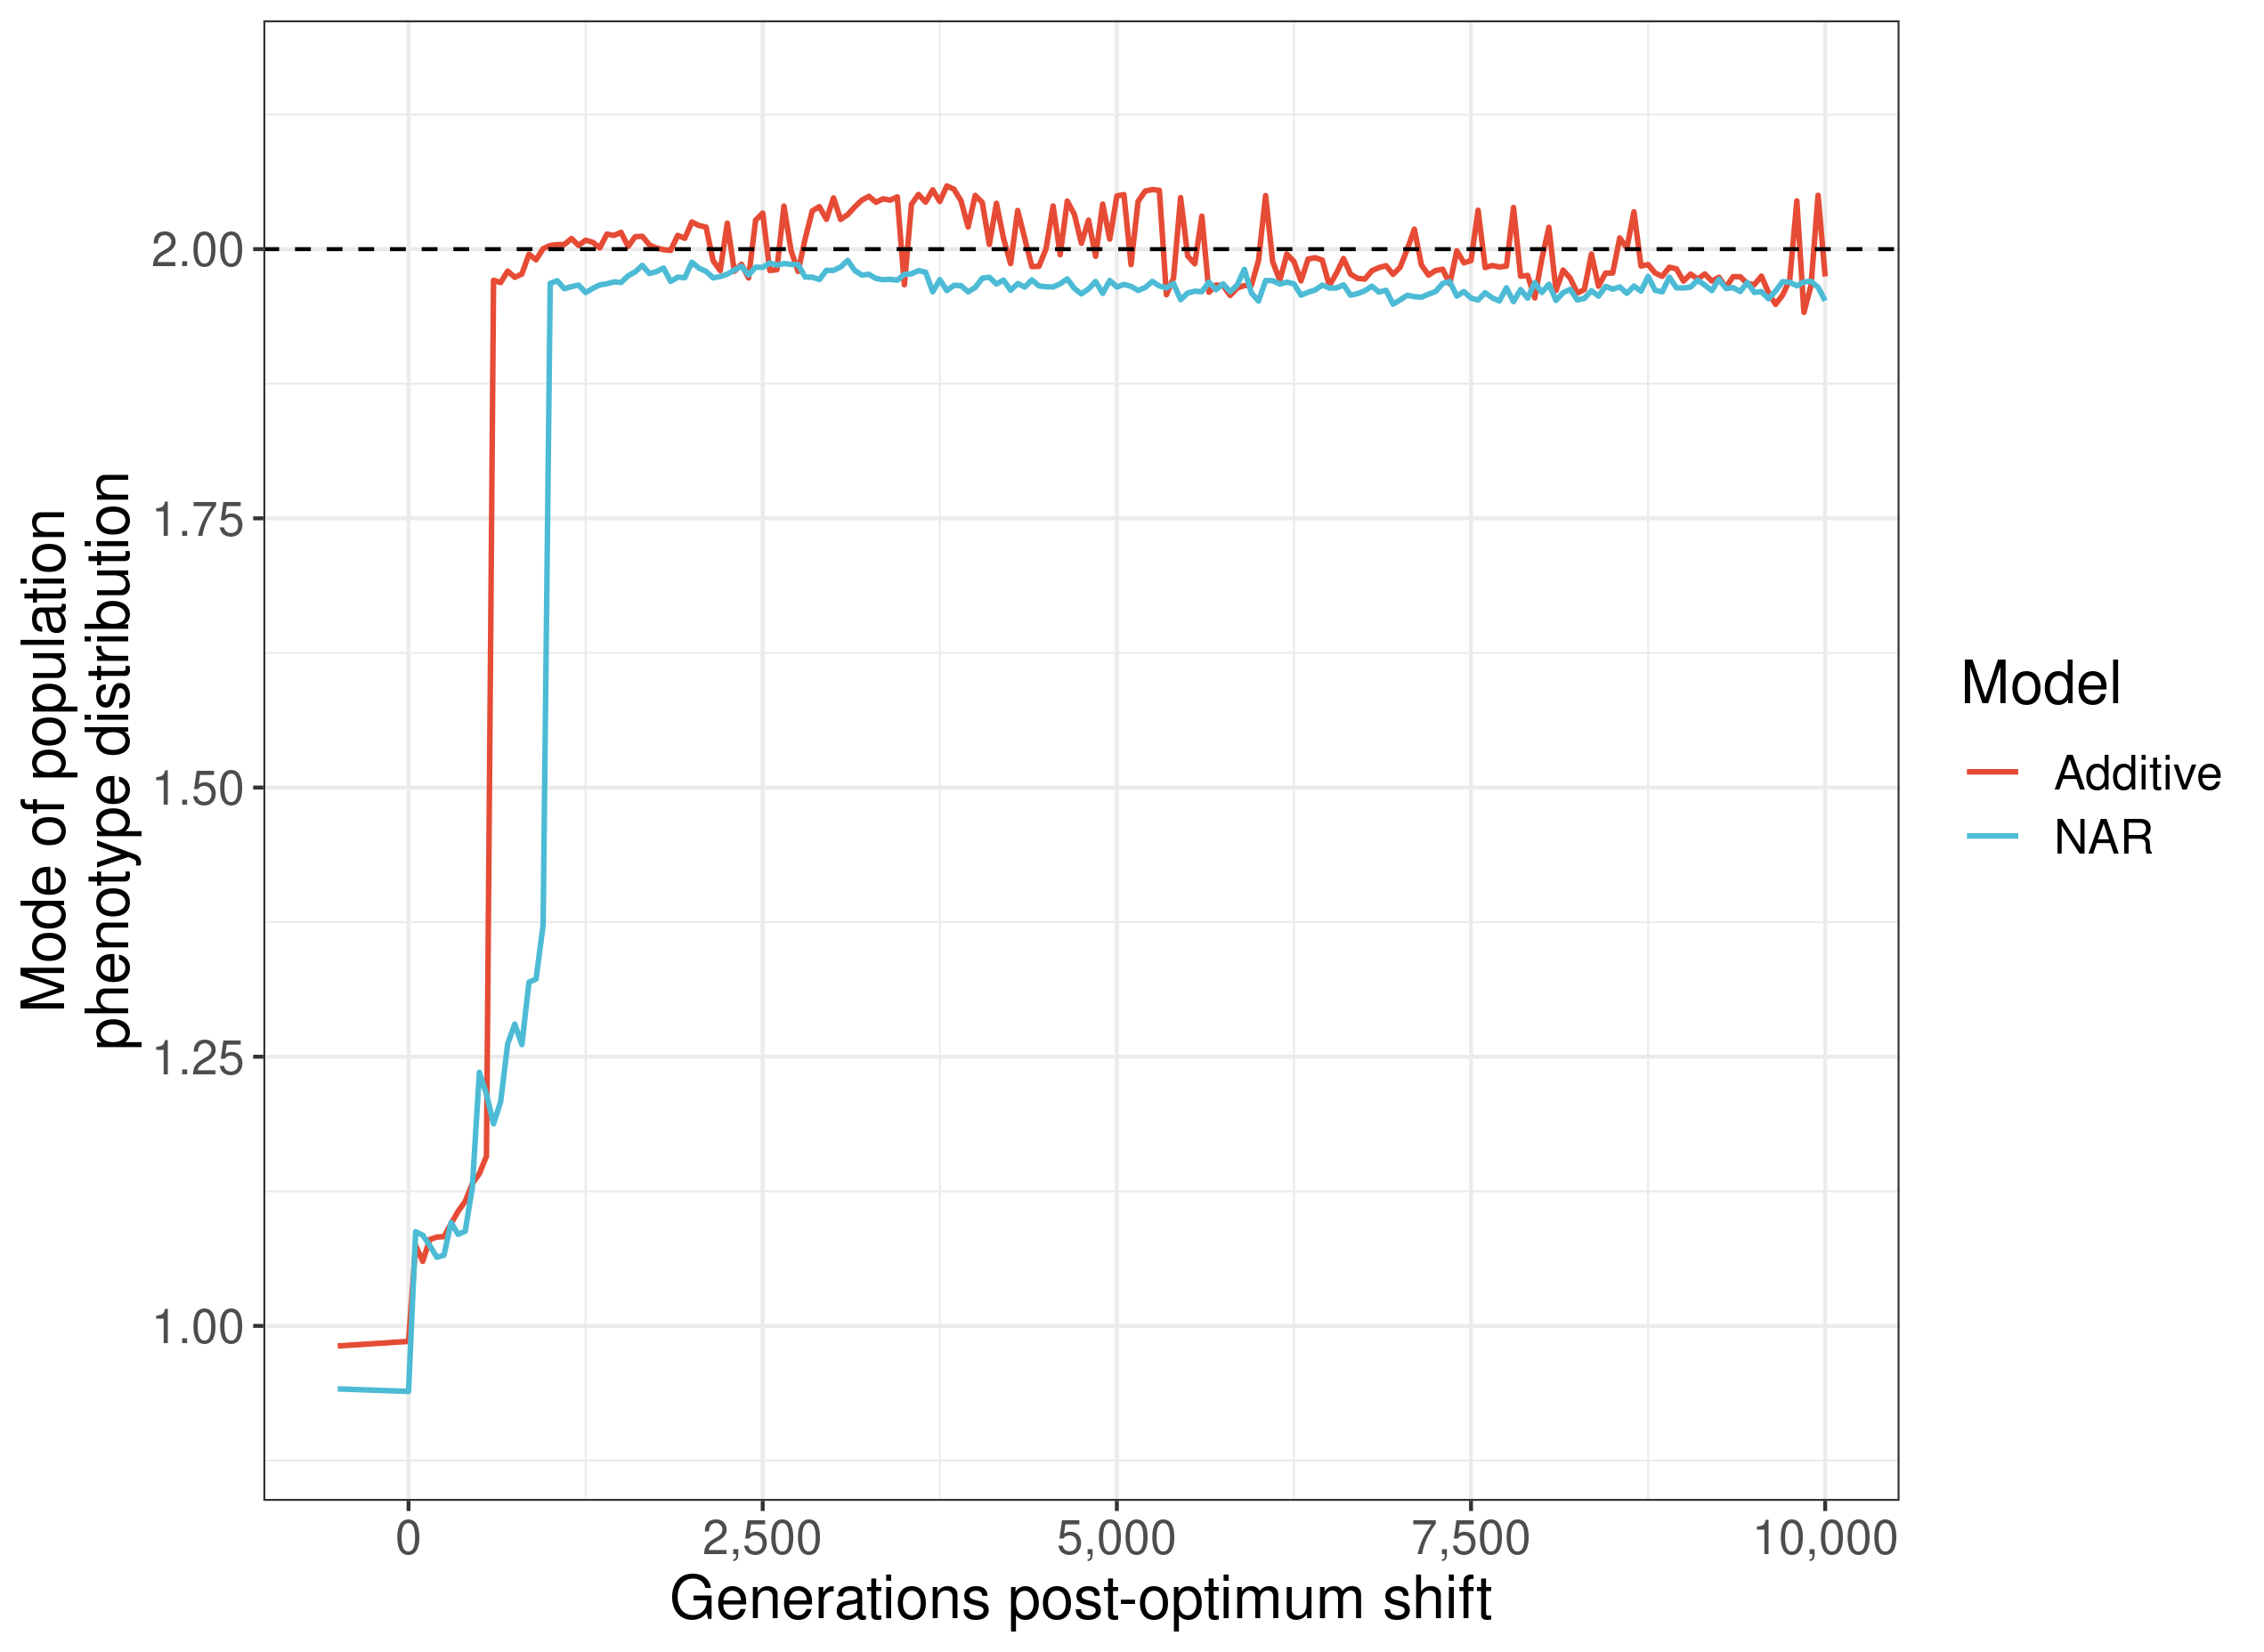 Mode of population
phenotype distribution
2.00
1.75
1.50
1.25
1.00
0
2,500
5,000
7,500
10,000
Generations post-optimum shift
Model
Additive
NAR